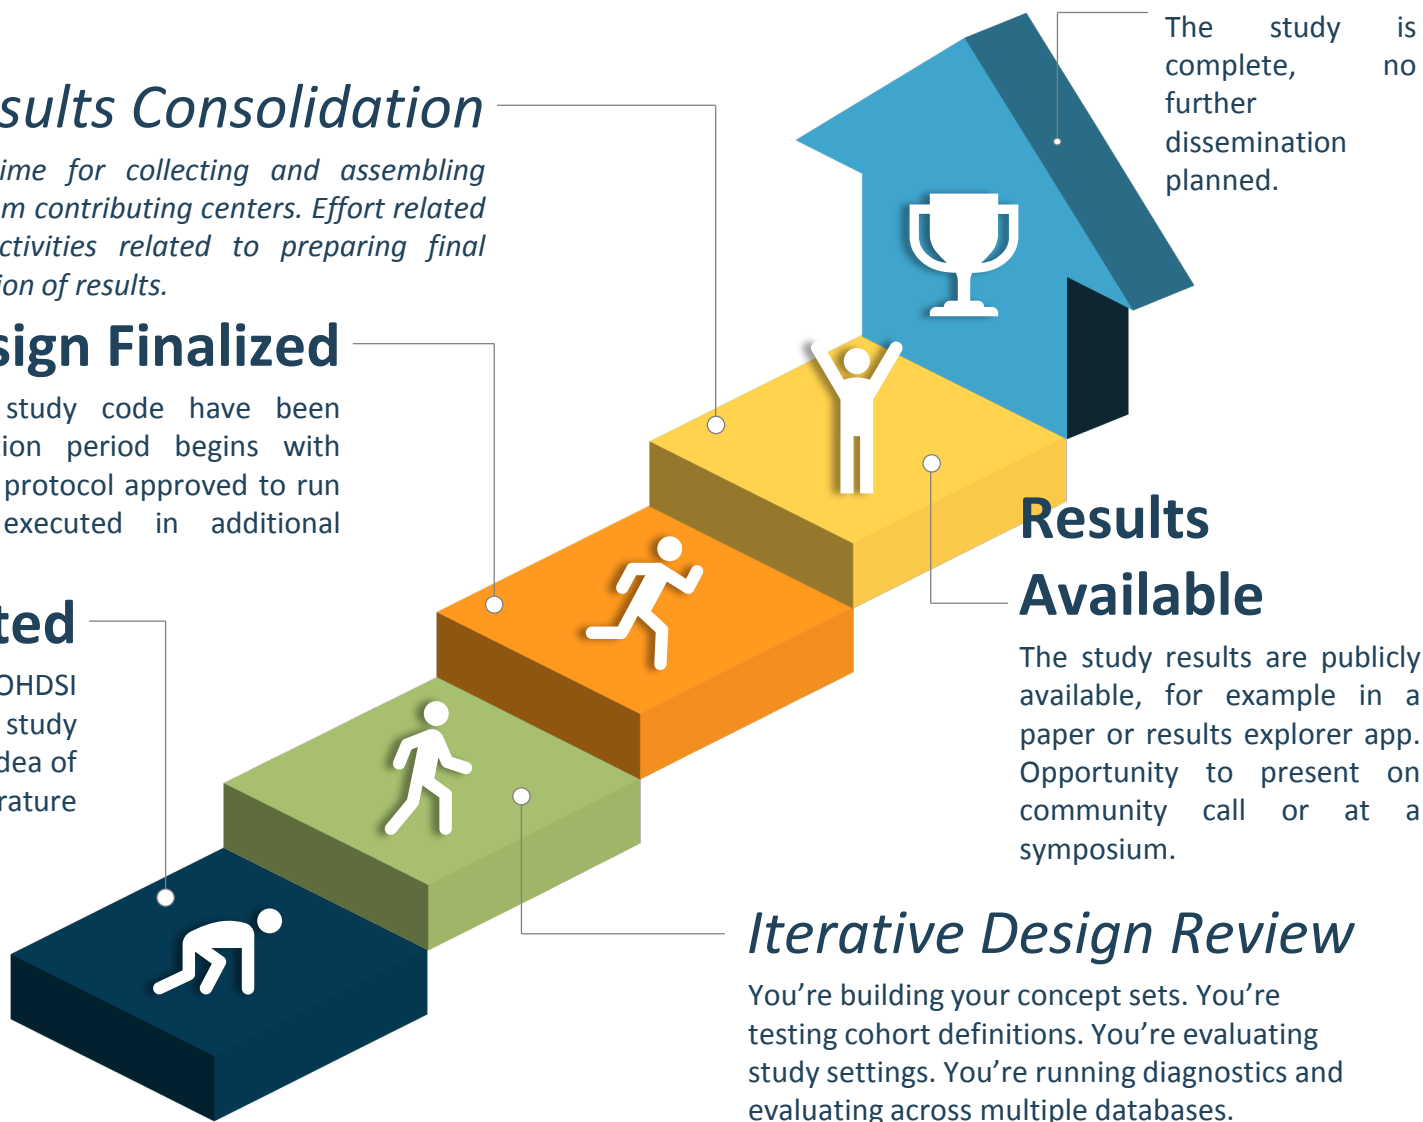 The study is
complete, no
further
dissemination
planned.
sults Consolidation
ime for collecting and assembling
m contributing centers. Effort related
ctivities related to preparing final
ion of results.
sign Finalized
study code have been
tion period begins with
protocol approved to run
executed in additional
ted
OHDSI
study
dea of
rature
Results
Available
The study results are publicly
available, for example in a
paper or results explorer app.
Opportunity to present on
community call or at a
symposium.
Iterative Design Review
You’re building your concept sets. You’re
testing cohort definitions. You’re evaluating
study settings. You’re running diagnostics and
evaluating across multiple databases.